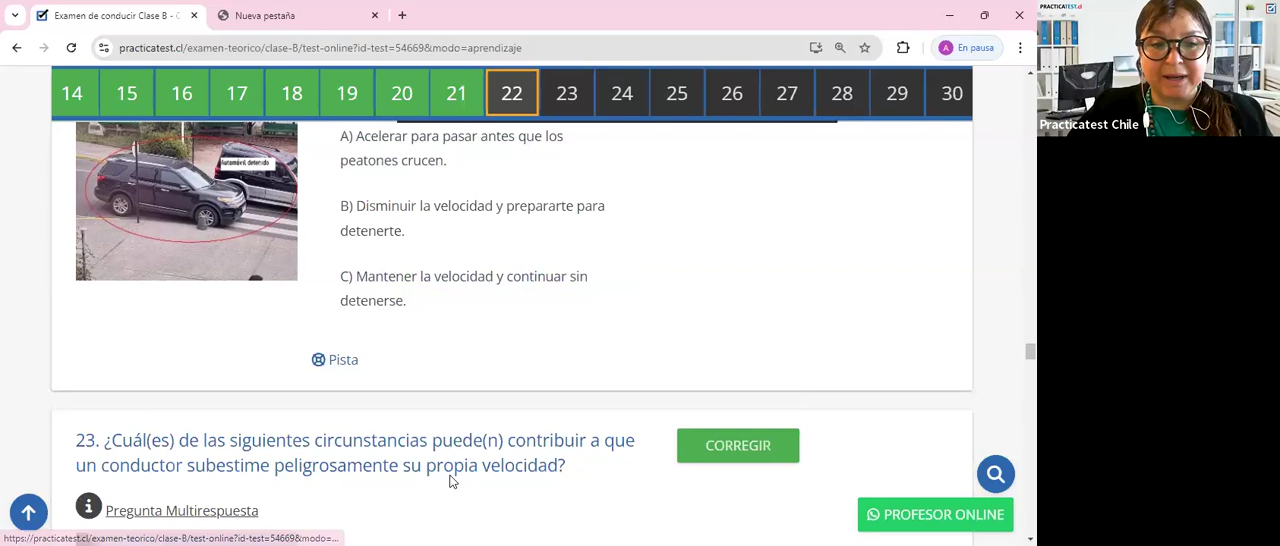 Examen de conducir Clase B - C
Nueva pestaña
practicatest.cl/examen-teorico/clase-B/test-online?id-test=54669&modo=aprendizaje
En pausa
PRACTICATEST.cl
Practicatest Chile
14 15 16 17 18 19 20 21 22 23 24 25 26 27 28 29 30
Automóvil detenido
A) Acelerar para pasar antes que los
peatones crucen.
B) Disminuir la velocidad y prepararte para
detenerte.
C) Mantener la velocidad y continuar sin
detenerse.
Pista
23. ¿Cuál(es) de las siguientes circunstancias puede(n) contribuir a que
un conductor subestime peligrosamente su propia velocidad?
CORREGIR
Pregunta Multirespuesta
PROFESOR ONLINE
https://practicatest.cl/examen-teorico/clase-B/test-online?id-test=54669&modo=...